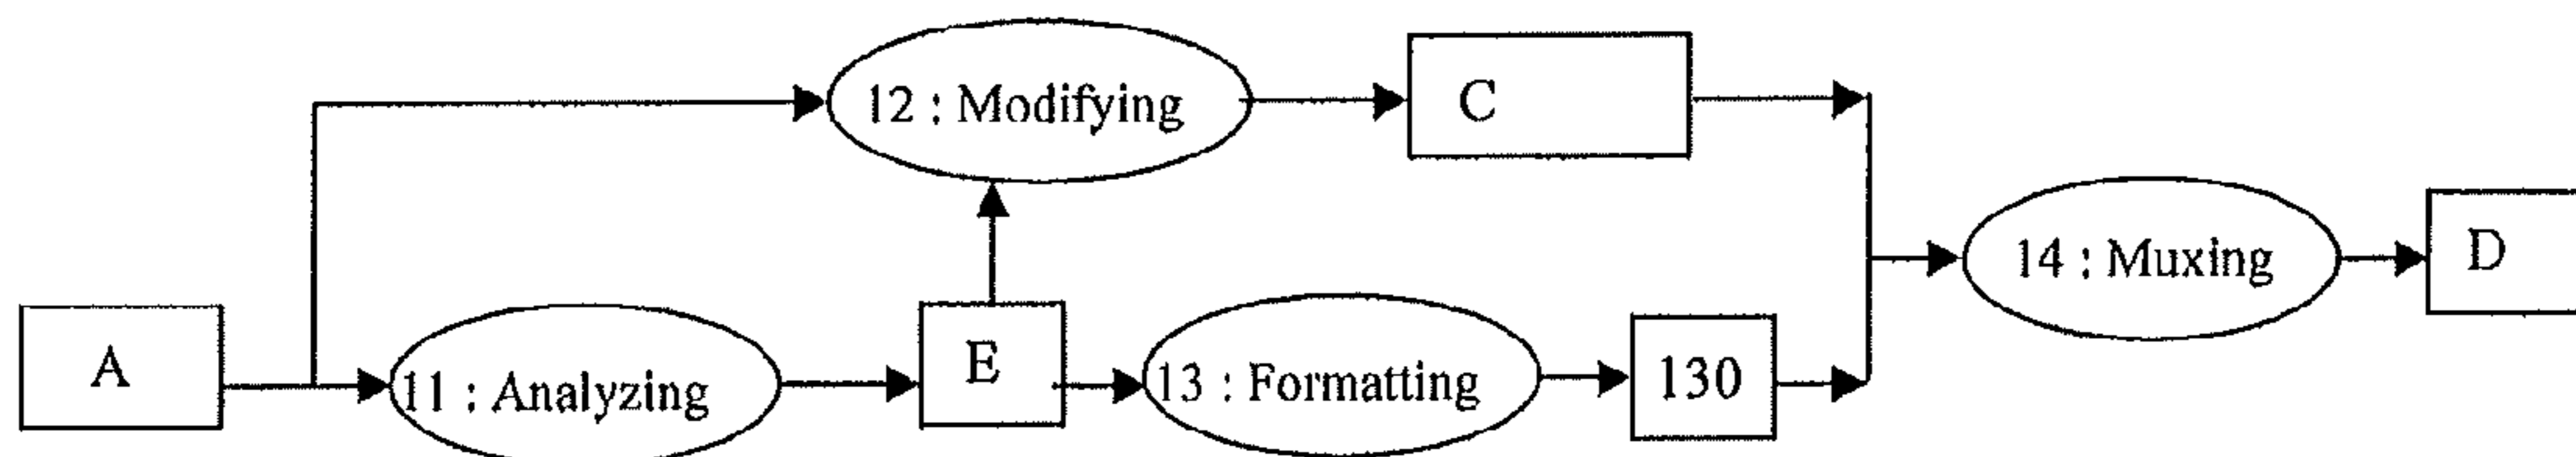 12 : Modifying
C
14 : Muxing
D
A
11 : Analyzing
E
13 : Formatting
130